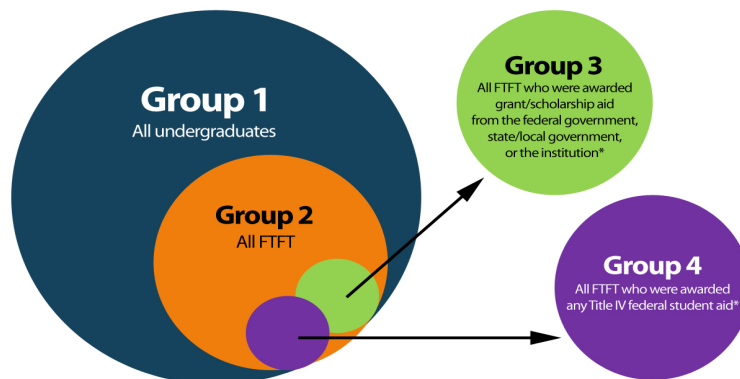 Group 1
All undergraduates
Group 2
All FTFT
Group 3
All FTFT who were awarded
grant/scholarship aid
from the federal government,
state/local government,
or the institution*
Group 4
All FTFT who were awarded
any Title IV federal student aid*